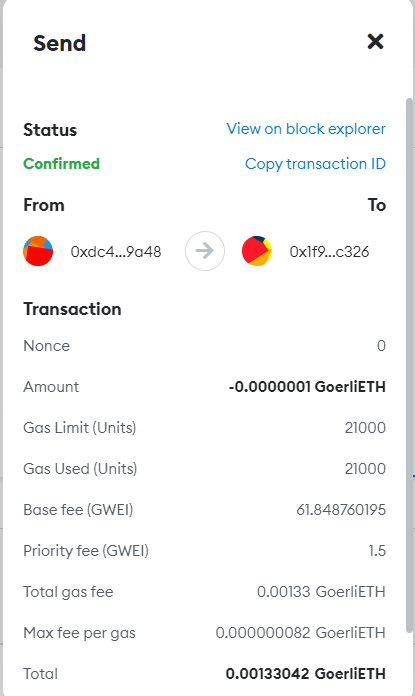 Send
Status View on block explorer
Confirmed Copy transaction ID
From To
0xdc4...9a48 0x1f9...c326
Transaction
Nonce 0
Amount -0.0000001 GoerliETH
Gas Limit (Units) 21000
Gas Used (Units) 21000
Base fee (GWEI) 61.848760195
Priority fee (GWEI) 1.5
Total gas fee 0.00133 GoerliETH
Max fee per gas 0.000000082 GoerliETH
Total 0.00133042 GoerliETH